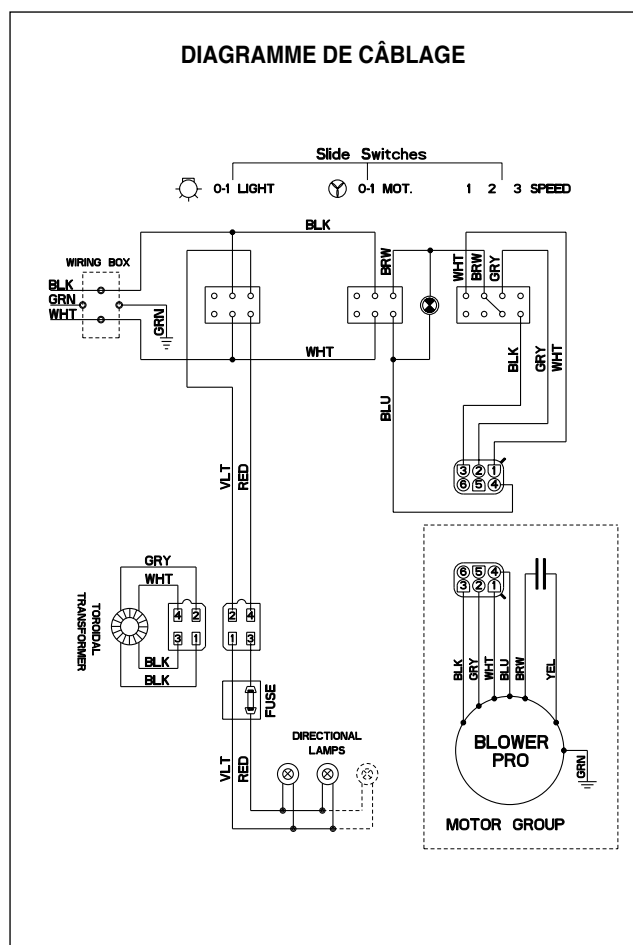 DIAGRAMME DE CÂBLAGE
Slide Switches
0-1 LIGHT
0-1 MOT.
1 2 3 SPEED
BLK
WIRING BOX
BLK
GRN
WHT
GRN
BRW
WHT
BRW
GRY
WHT
BLU
BLK
GRY
WHT
VLT
RED
3 2 1
6 5 4
GRY
WHT
TOROIDAL
TRANSFORMER
4 2
3 1
BLK
BLK
2 4
1 3
FUSE
VLT
RED
DIRECTIONAL
LAMPS
6 5 4
3 2 1
BLK
GRY
WHT
BLU
BRW
YEL
BLOWER
PRO
GRN
MOTOR GROUP